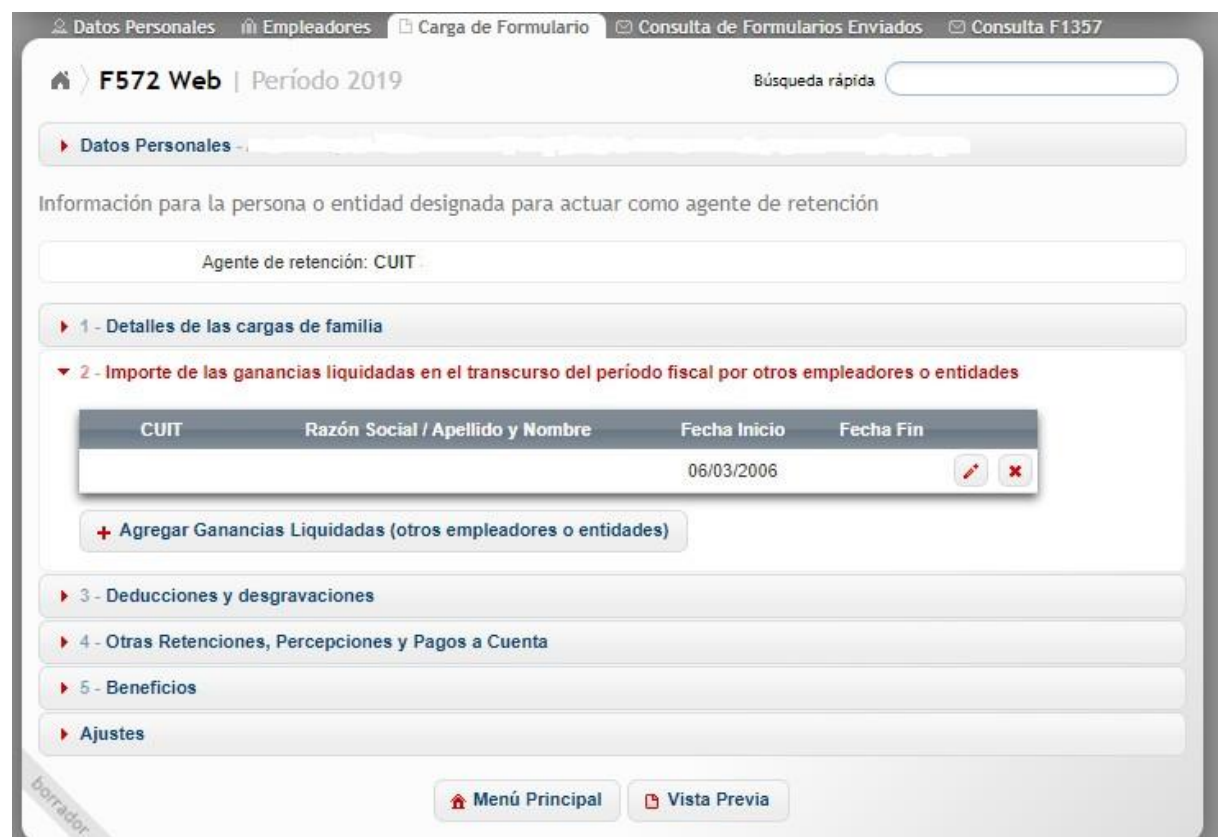 Datos Personales Empleadores Carga de Formulario Consulta de Formularios Enviados Consulta F1357
F572 Web | Período 2019 Búsqueda rápida
Datos Personales -
Información para la persona o entidad designada para actuar como agente de retención
Agente de retención: CUIT
1 - Detalles de las cargas de familia
2 - Importe de las ganancias liquidadas en el transcurso del período fiscal por otros empleadores o entidades
CUIT Razón Social / Apellido y Nombre Fecha Inicio Fecha Fin
06/03/2006
+ Agregar Ganancias Liquidadas (otros empleadores o entidades)
3 - Deducciones y desgravaciones
4 - Otras Retenciones, Percepciones y Pagos a Cuenta
5 - Beneficios
Ajustes
borrador
Menú Principal Vista Previa